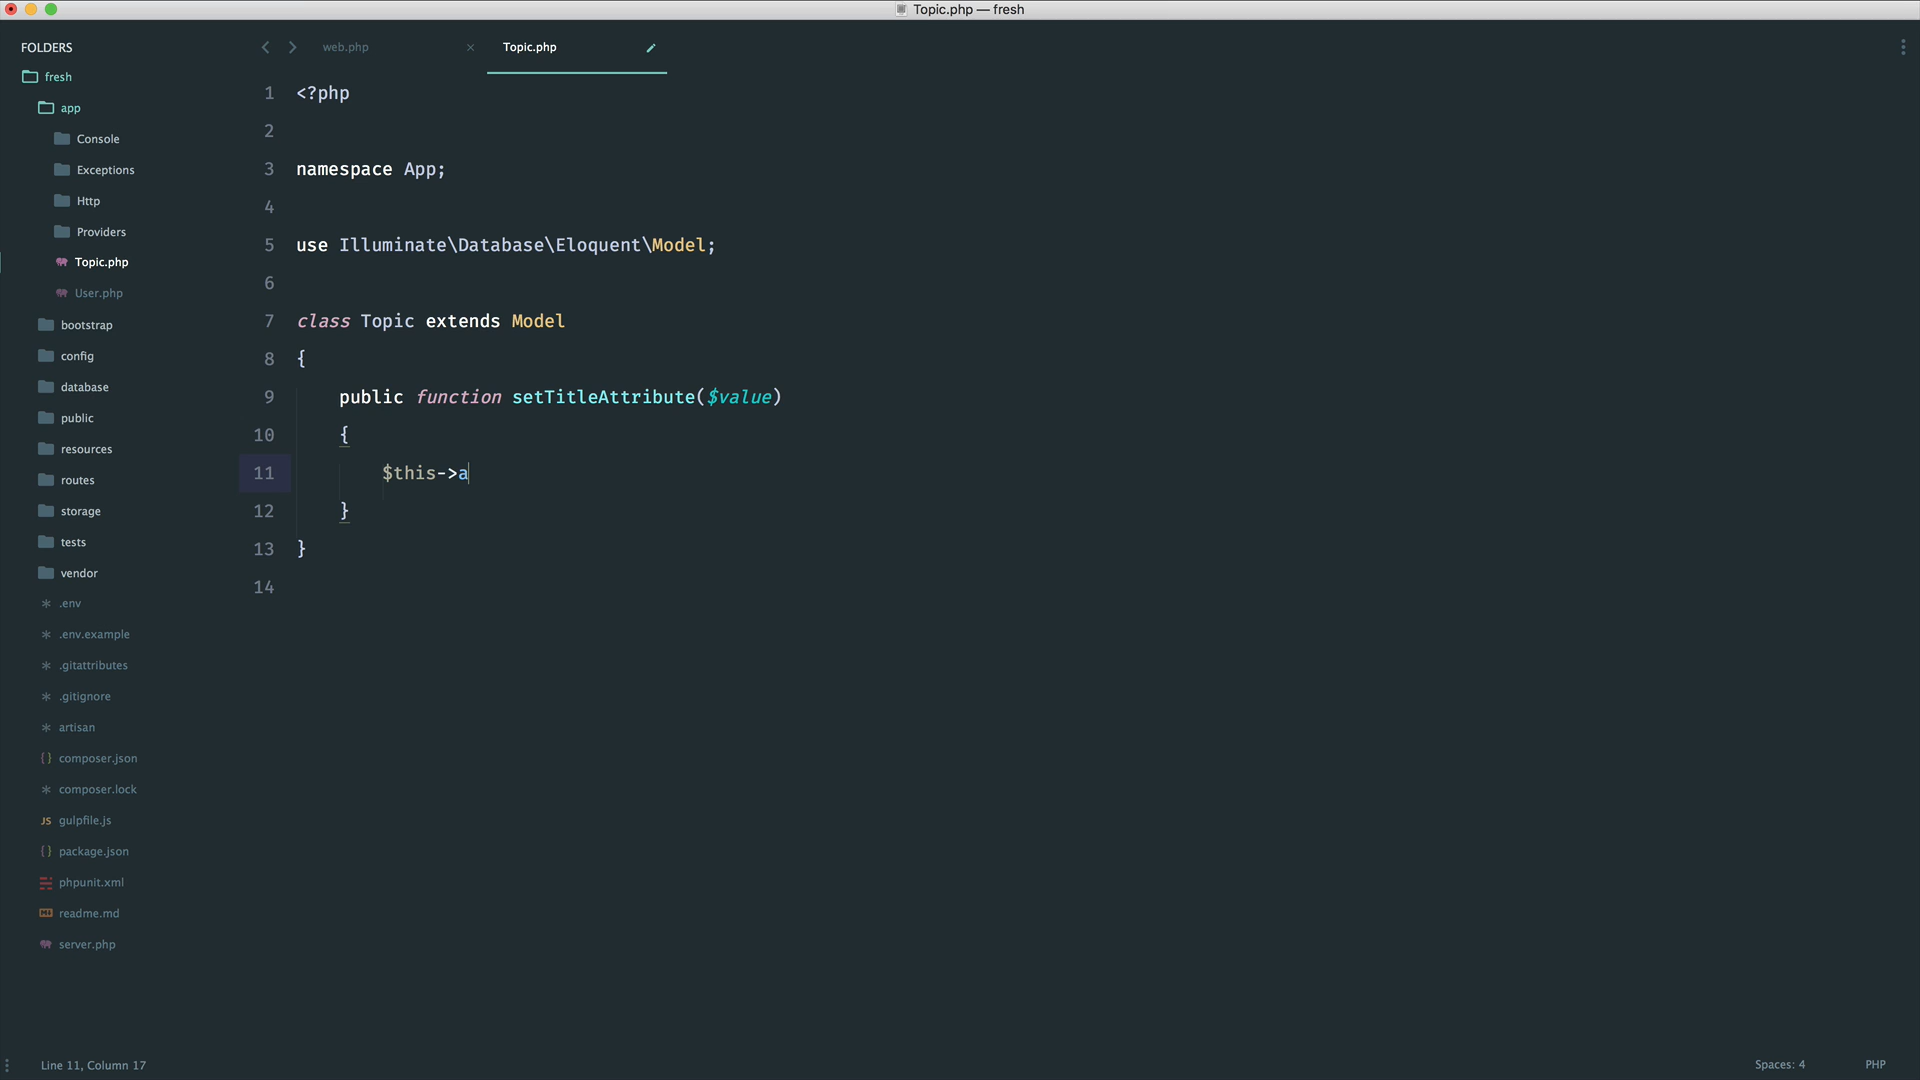 Topic.php — fresh
FOLDERS
fresh
app
Console
Exceptions
Http
Providers
Topic.php
User.php
bootstrap
config
database
public
resources
routes
storage
tests
vendor
.env
.env.example
.gitattributes
.gitignore
artisan
composer.json
composer.lock
JS gulpfile.js
package.json
phpunit.xml
readme.md
server.php
web.php
Topic.php
1 <?php
2
3 namespace App;
4
5 use Illuminate\Database\Eloquent\Model;
6
7 class Topic extends Model
8 {
9 public function setTitleAttribute($value)
10 {
11 $this->a
12 }
13 }
14
Line 11, Column 17
Spaces: 4
PHP